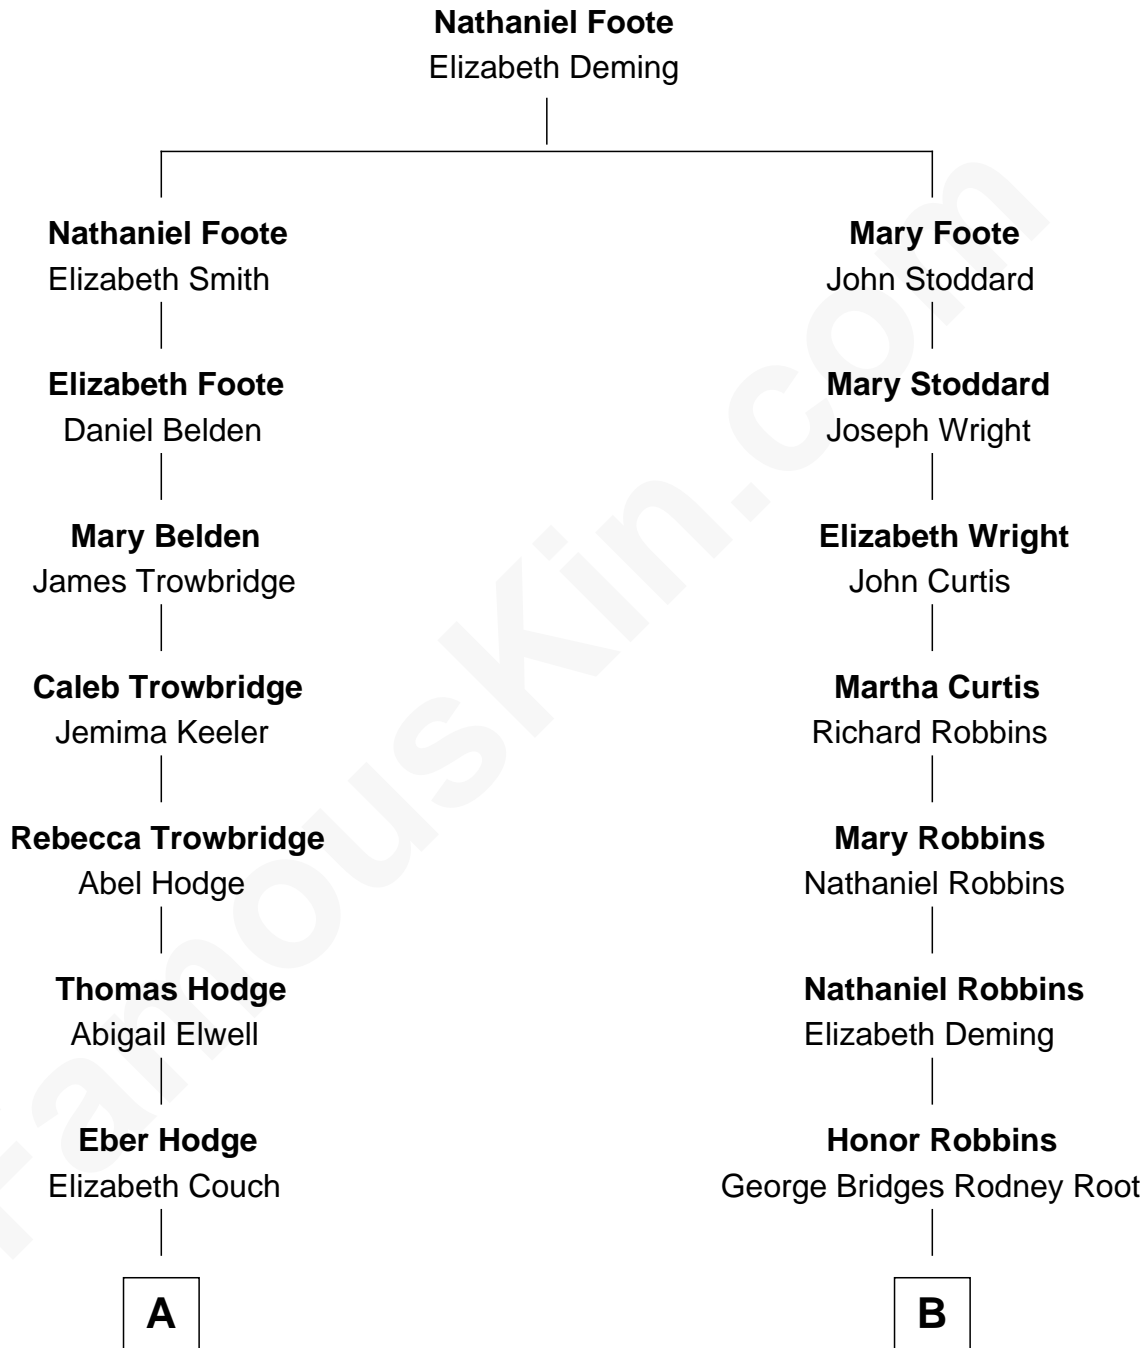 Nathaniel Foote
Elizabeth Deming
Nathaniel Foote
Elizabeth Smith
Mary Foote
John Stoddard
Elizabeth Foote
Daniel Belden
Mary Stoddard
Joseph Wright
Mary Belden
James Trowbridge
Elizabeth Wright
John Curtis
Caleb Trowbridge
Jemima Keeler
Martha Curtis
Richard Robbins
Rebecca Trowbridge
Abel Hodge
Mary Robbins
Nathaniel Robbins
Thomas Hodge
Abigail Elwell
Nathaniel Robbins
Elizabeth Deming
Eber Hodge
Elizabeth Couch
Honor Robbins
George Bridges Rodney Root
A
B
FamousKin.com